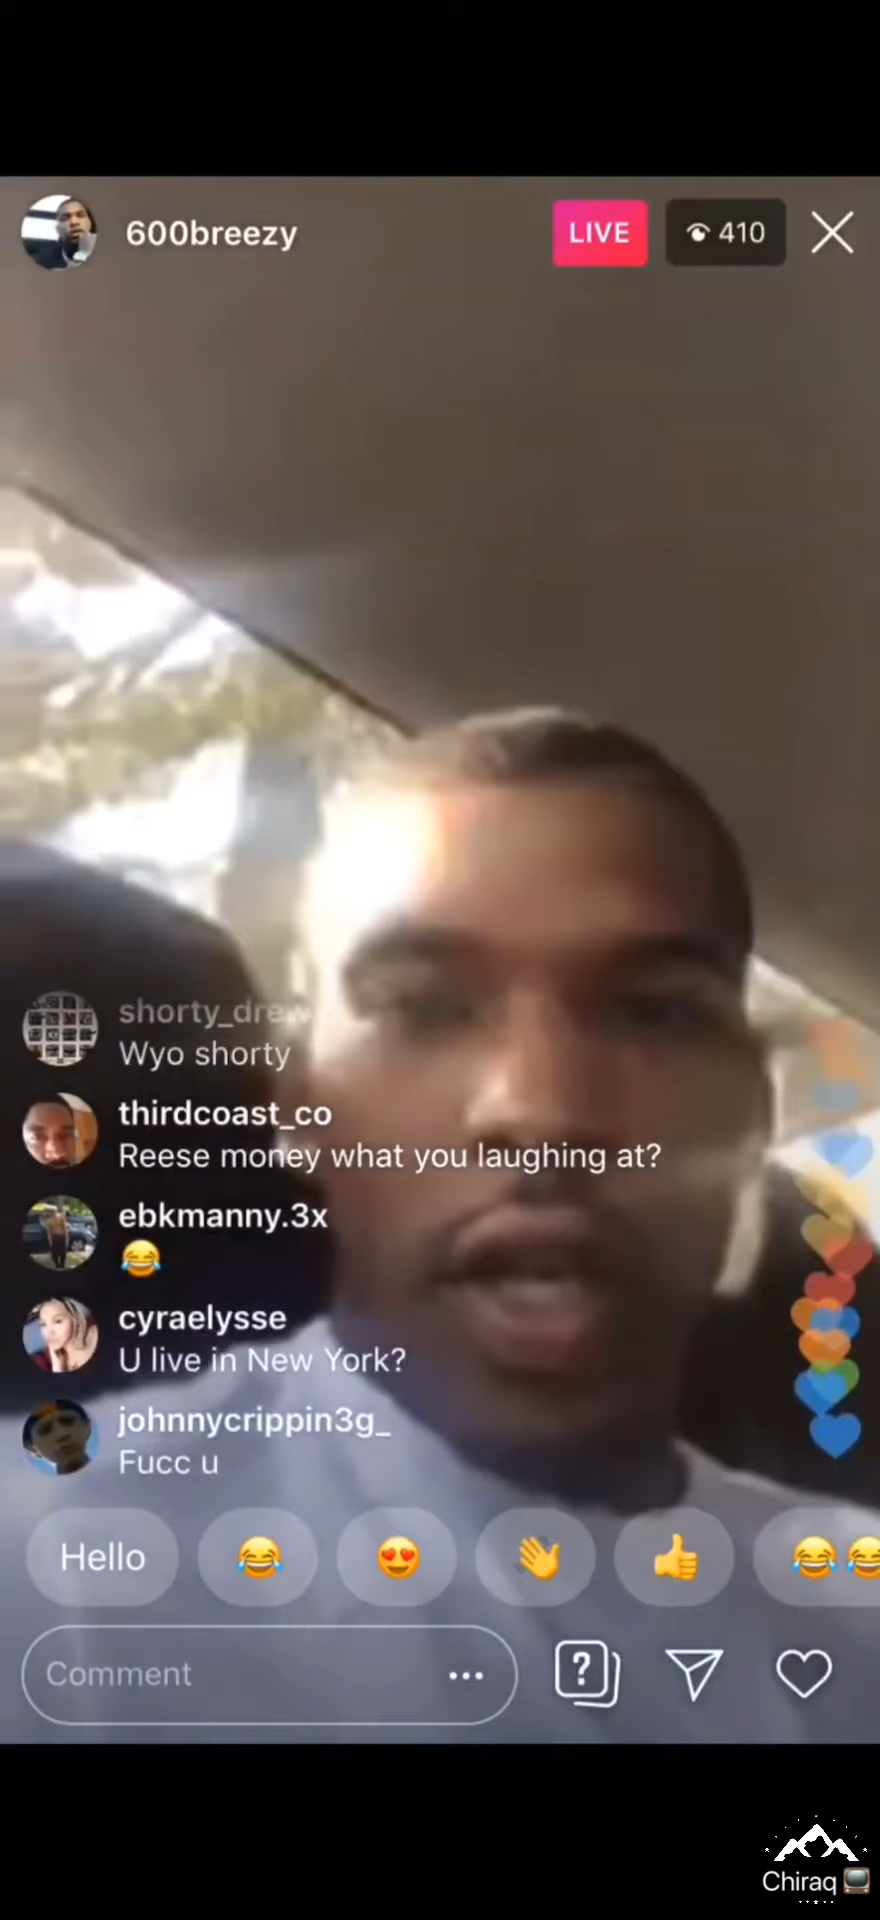 600breezy
LIVE
410
shorty_drew
Wyo shorty
thirdcoast_co
Reese money what you laughing at?
ebkmanny.3x
😂
cyraelysse
U live in New York?
johnnycrippin3g_
Fucc u
Hello 😂 😍 👋 👍 😂😂
Comment
Chiraq 📺